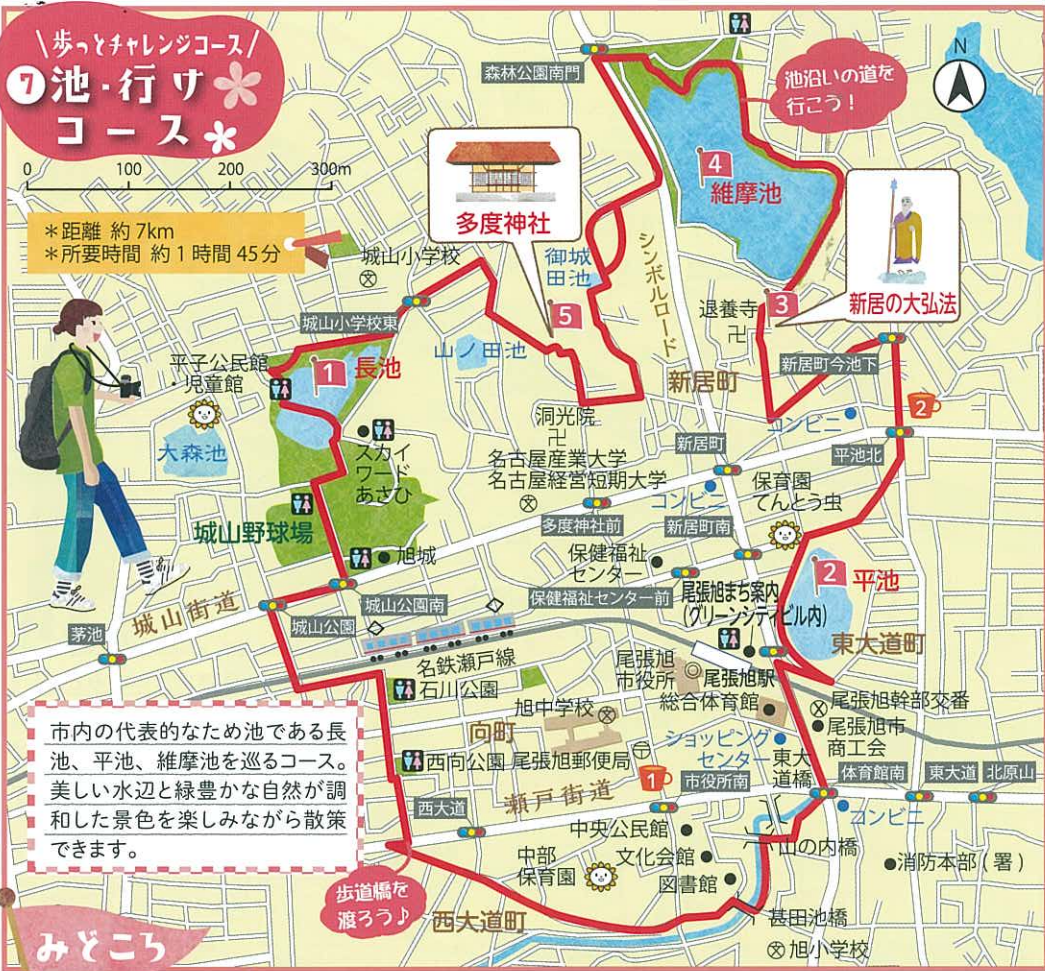 歩っとチャレンジコース
7 池・行け
コース
0 100 200 300m
*距離 約7km
*所要時間 約1時間45分
森林公園南門
池沿いの道を
行こう!
N
4
維摩池
多度神社
新居の大弘法
城山小学校
御城
田池
シンボルロード
退養寺
3
城山小学校東
5
山ノ田池
新居町今池下
平子公民館
・児童館
1 長池
新居町
2
コンビニ
平池北
大森池
スカイ
ワード
あさひ
洞光院
名古屋産業大学
名古屋経営短期大学
新居町
コンビニ
保育園
てんとう虫
多度神社前
新居町南
城山野球場
旭城
保健福祉
センター
保健福祉センター前
2 平池
尾張旭まち案内
(グリーンシティビル内)
城山公園南
城山公園
城山街道
茅池
東大道町
名鉄瀬戸線
石川公園
尾張旭
市役所
尾張旭駅
総合体育館
尾張旭幹部交番
尾張旭市
商工会
旭中学校
向町
西向公園
尾張旭郵便局
ショッピング
センター
東大
道橋
体育館南
東大道
北原山
1
市役所南
瀬戸街道
コンビニ
西大道
中央公民館
山の内橋
文化会館
図書館
消防本部(署)
中部
保育園
歩道橋を
渡ろう♪
西大道町
甚田池橋
旭小学校
市内の代表的なため池である長
池、平池、維摩池を巡るコース。
美しい水辺と緑豊かな自然が調
和した景色を楽しみながら散策
できます。
みどころ